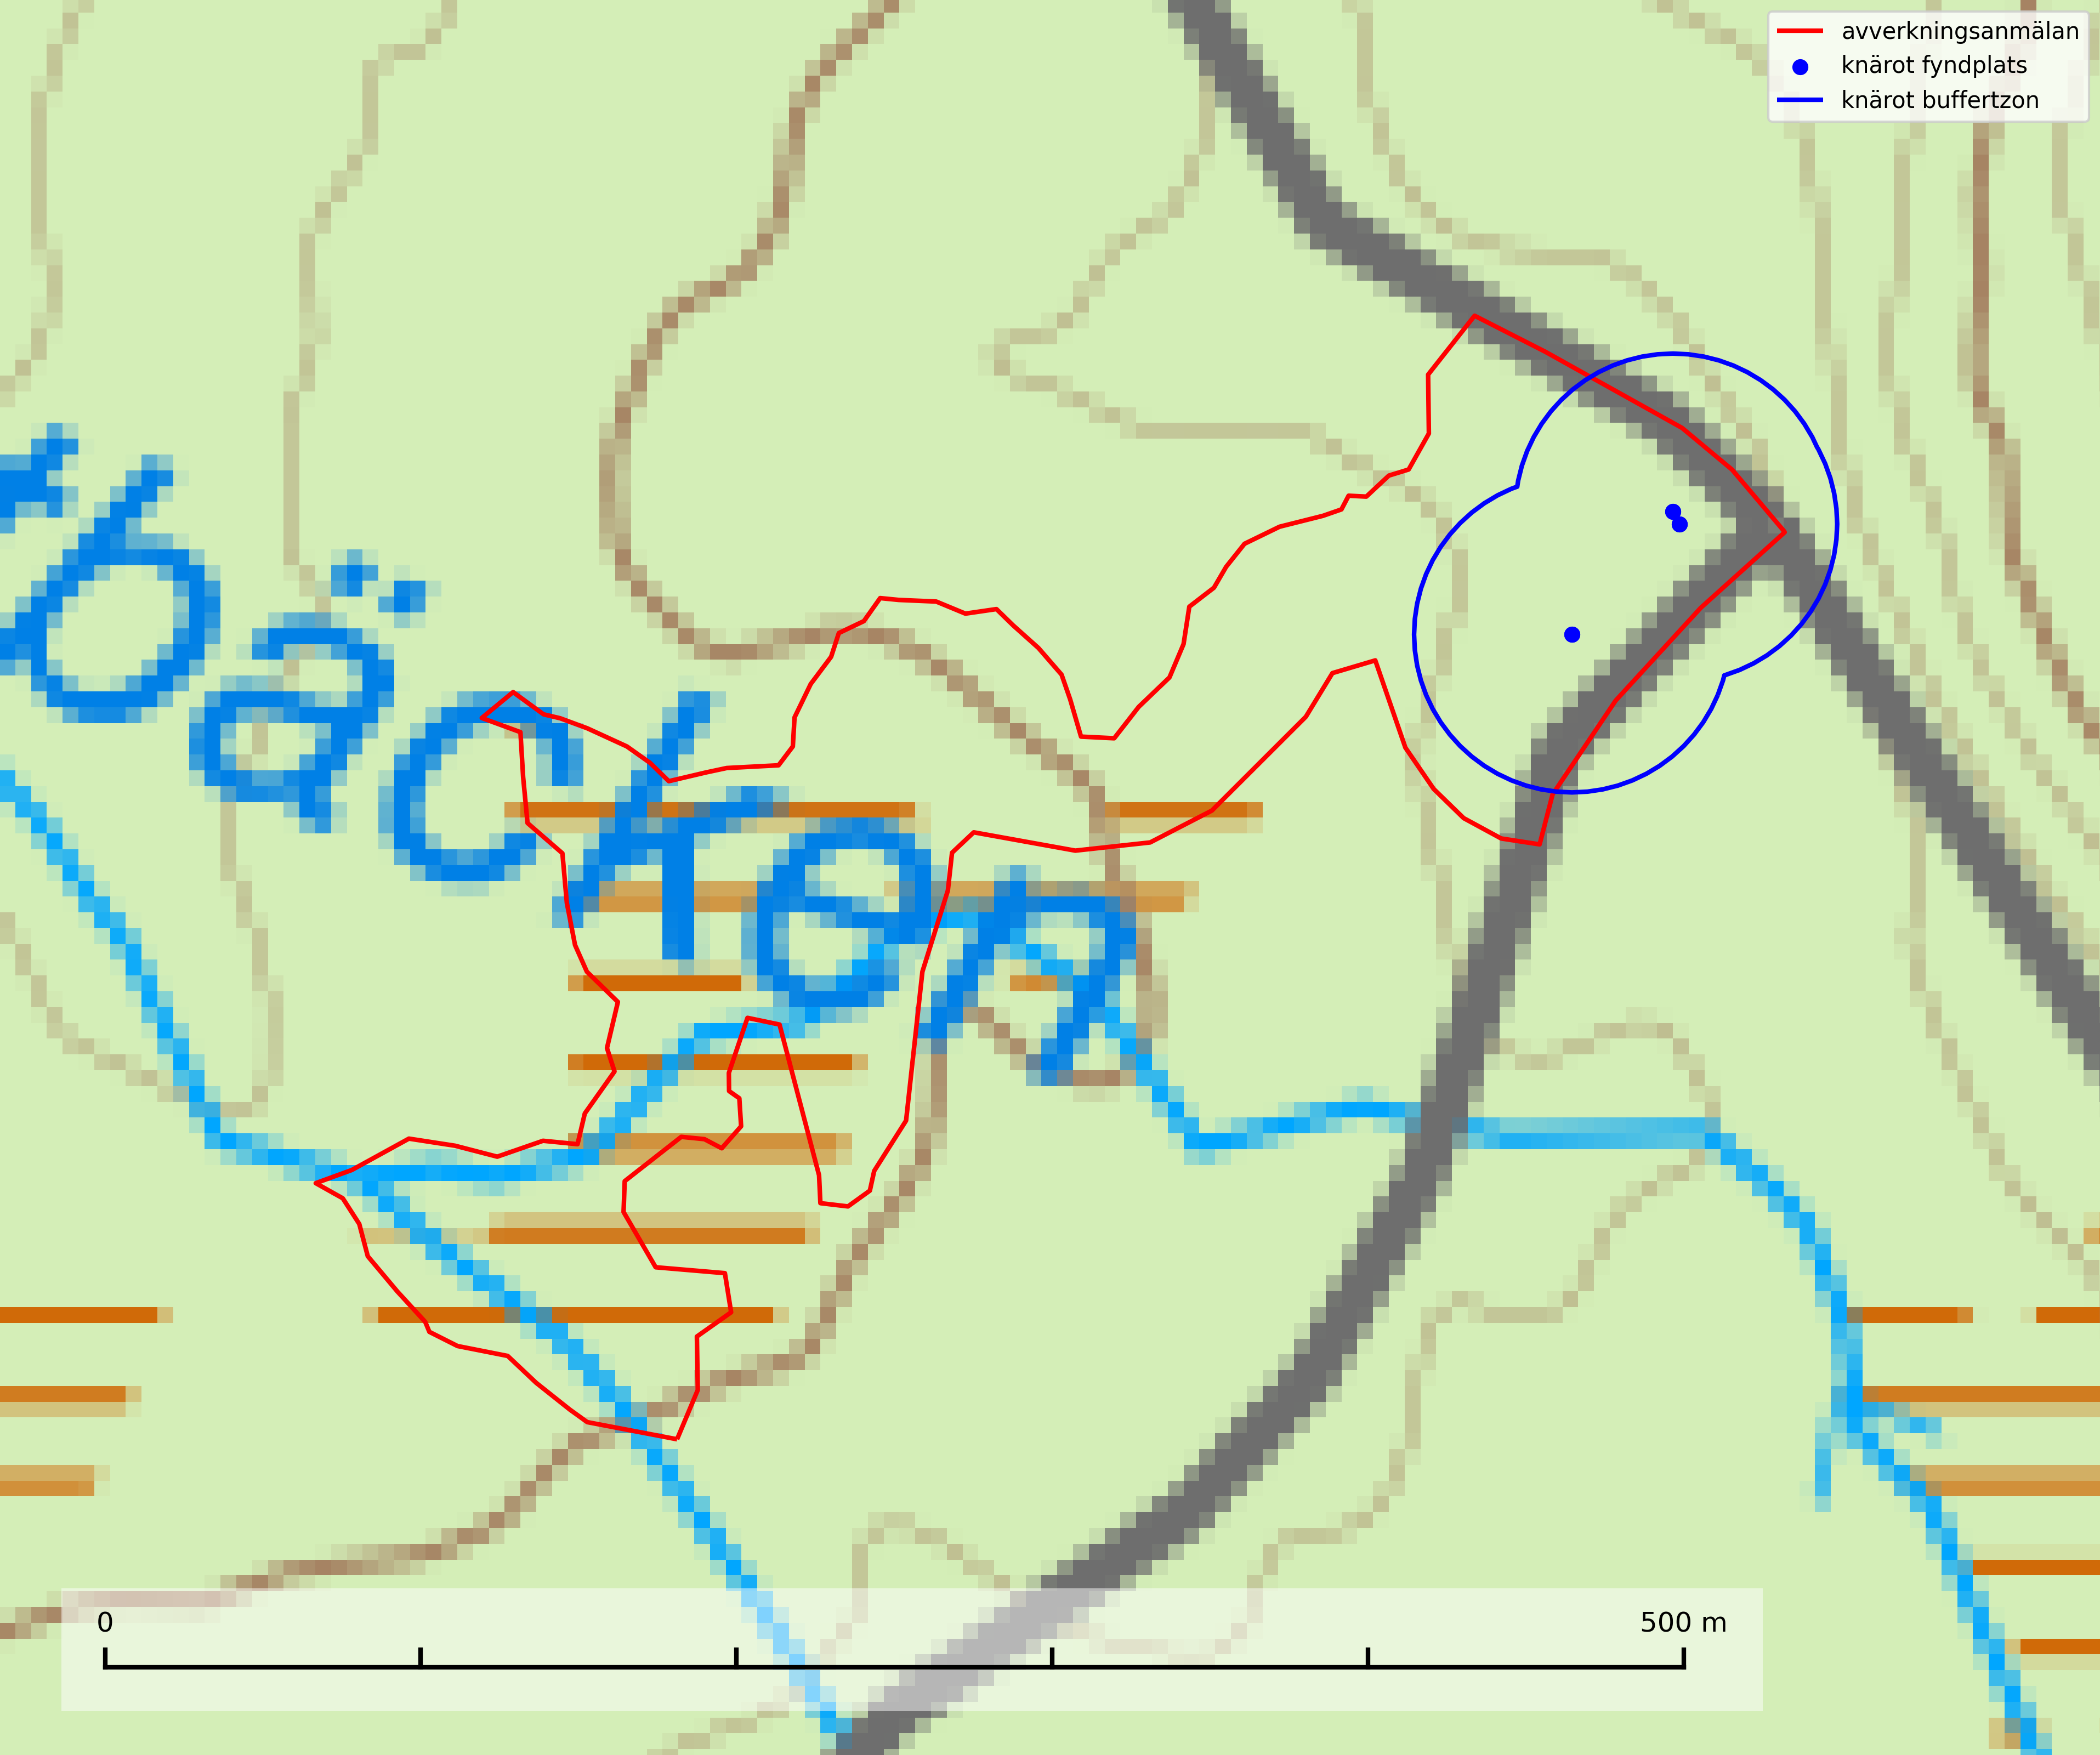 avverkningsanmälan
knärot fyndplats
knärot buffertzon
0
500 m